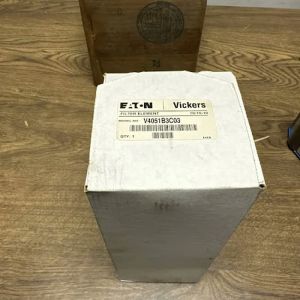 EATON Vickers
FILTER ELEMENT
V4051B3C03
QTY. 1